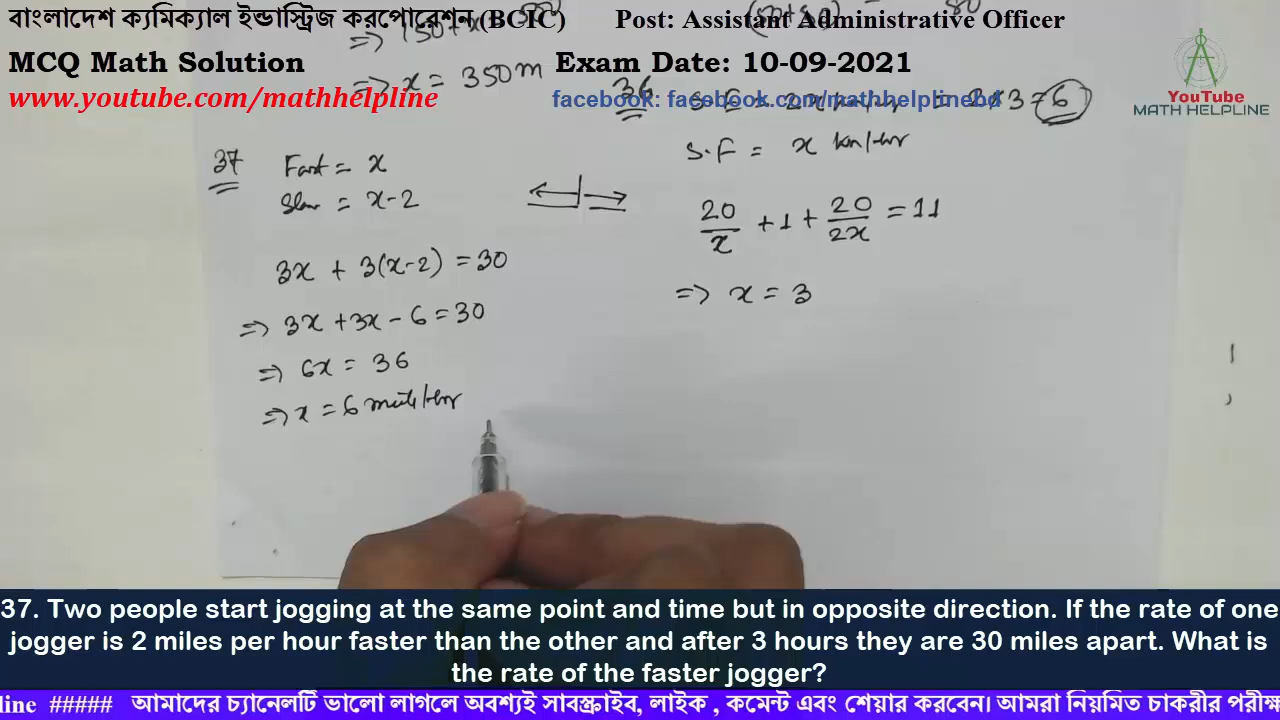 বাংলাদেশ ক্যমিক্যাল ইন্ডাস্ট্রিজ করপোরেশন (BCIC) Post: Assistant Administrative Officer
MCQ Math Solution Exam Date: 10-09-2021
=> x = 350m
www.youtube.com/mathhelpline
facebook: facebook.com/mathhelplinebd
YouTube
MATH HELPLINE
36
= 2×3 = 6
S.F = x km/hr
20/x + 1 + 20/2x = 11
=> x = 3
37 Fast = x
Slow = x-2
3x + 3(x-2) = 30
=> 3x + 3x - 6 = 30
=> 6x = 36
=> x = 6 mile/hr
37. Two people start jogging at the same point and time but in opposite direction. If the rate of one
jogger is 2 miles per hour faster than the other and after 3 hours they are 30 miles apart. What is
the rate of the faster jogger?
line ##### আমাদের চ্যানেলটি ভালো লাগলে অবশ্যই সাবস্ক্রাইব, লাইক , কমেন্ট এবং শেয়ার করবেন। আমরা নিয়মিত চাকরীর পরীক্ষ